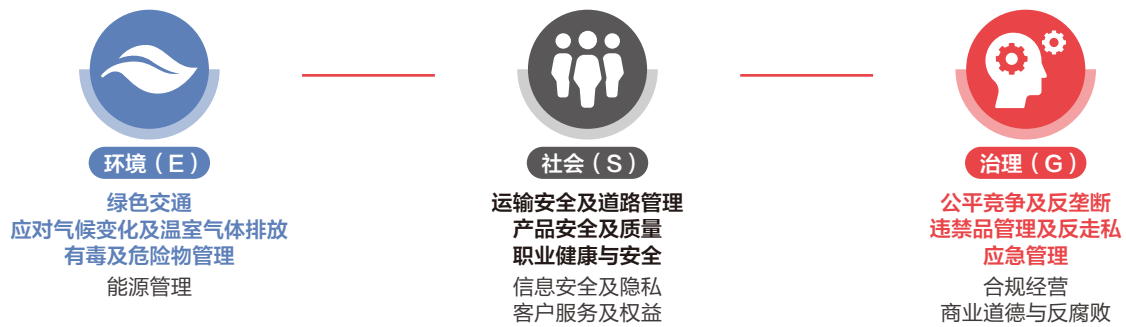 环境（E）
绿色交通
应对气候变化及温室气体排放
有毒及危险物管理
能源管理
社会（S）
运输安全及道路管理
产品安全及质量
职业健康与安全
信息安全及隐私
客户服务及权益
治理（G）
公平竞争及反垄断
违禁品管理及反走私
应急管理
合规经营
商业道德与反腐败